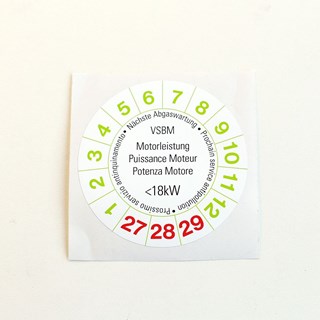 1 2 3 4 5 6 7 8 9 10 11 12
27 28 29
Nächste Abgaswartung • Prochain service antipollution • Prossimo servizio antinquinamento •
VSBM
Motorleistung
Puissance Moteur
Potenza Motore
<18kW